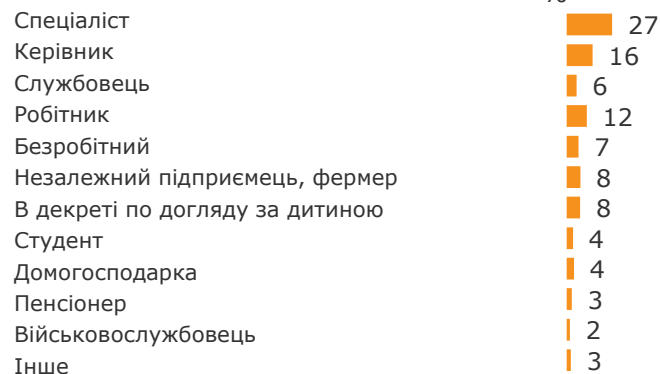 %
Спеціаліст 27
Керівник 16
Службовець 6
Робітник 12
Безробітний 7
Незалежний підприємець, фермер 8
В декреті по догляду за дитиною 8
Студент 4
Домогосподарка 4
Пенсіонер 3
Військовослужбовець 2
Інше 3